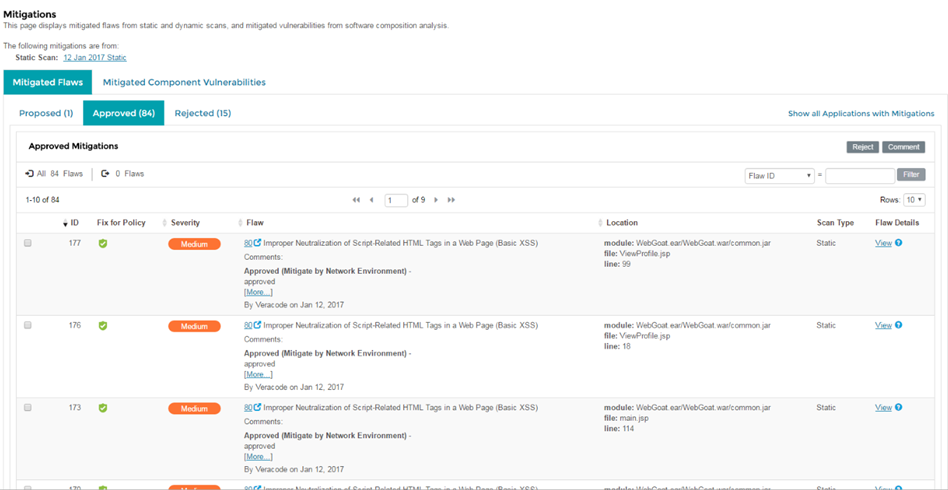 Mitigations
This page displays mitigated flaws from static and dynamic scans, and mitigated vulnerabilities from software composition analysis.
The following mitigations are from:
Static Scan: 12 Jan 2017 Static
Mitigated Flaws Mitigated Component Vulnerabilities
Proposed (1) Approved (84) Rejected (15) Show all Applications with Mitigations
Approved Mitigations Reject Comment
All 84 Flaws 0 Flaws Flaw ID = Filter
1-10 of 84 1 of 9 Rows: 10
ID Fix for Policy Severity Flaw Location Scan Type Flaw Details
177 Medium 80 Improper Neutralization of Script-Related HTML Tags in a Web Page (Basic XSS) module: WebGoat.ear/WebGoat.war/common.jar Static View
file: ViewProfile.jsp
Comments:
line: 99
Approved (Mitigate by Network Environment) -
approved
[More...]
By Veracode on Jan 12, 2017
176 Medium 80 Improper Neutralization of Script-Related HTML Tags in a Web Page (Basic XSS) module: WebGoat.ear/WebGoat.war/common.jar Static View
file: ViewProfile.jsp
Comments:
line: 18
Approved (Mitigate by Network Environment) -
approved
[More...]
By Veracode on Jan 12, 2017
173 Medium 80 Improper Neutralization of Script-Related HTML Tags in a Web Page (Basic XSS) module: WebGoat.ear/WebGoat.war/common.jar Static View
file: main.jsp
Comments:
line: 114
Approved (Mitigate by Network Environment) -
approved
[More...]
By Veracode on Jan 12, 2017